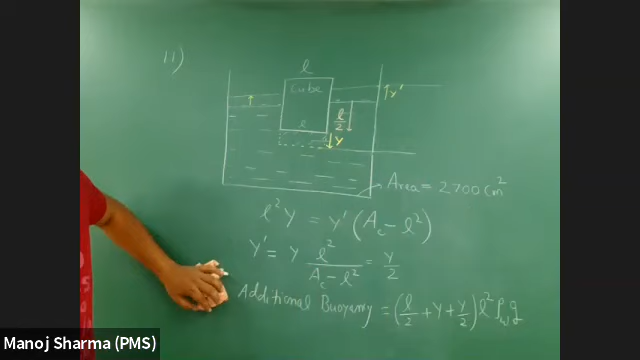 11)
l
Cube
l
l/2
Y
Y'
Area = 2700 cm²
l²Y = Y'(A_c - l²)
Y' = Y l²/(A_c - l²) = Y/2
Additional Buoyancy = (l/2 + Y + Y/2) l² ρ_w g
Manoj Sharma (PMS)